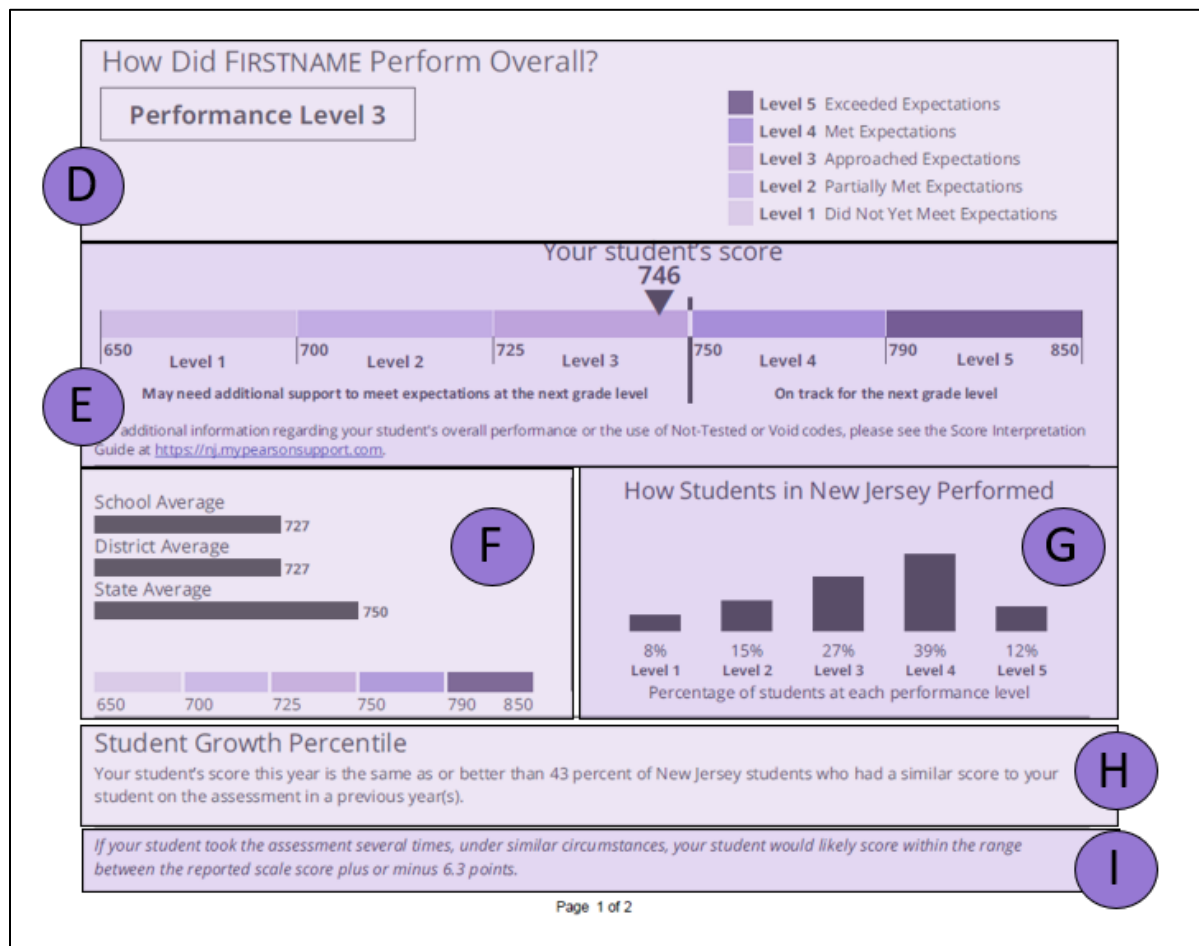 How Did FIRSTNAME Perform Overall?
Performance Level 3
Level 5 Exceeded Expectations
Level 4 Met Expectations
Level 3 Approached Expectations
Level 2 Partially Met Expectations
Level 1 Did Not Yet Meet Expectations
D
Your student's score
746
650 Level 1 700 Level 2 725 Level 3 750 Level 4 790 Level 5 850
May need additional support to meet expectations at the next grade level
On track for the next grade level
E
additional information regarding your student's overall performance or the use of Not-Tested or Void codes, please see the Score Interpretation
Guide at https://nj.mypearsonsupport.com.
School Average
727
District Average
727
State Average
750
650 700 725 750 790 850
F
How Students in New Jersey Performed
G
8% 15% 27% 39% 12%
Level 1 Level 2 Level 3 Level 4 Level 5
Percentage of students at each performance level
Student Growth Percentile
Your student's score this year is the same as or better than 43 percent of New Jersey students who had a similar score to your
student on the assessment in a previous year(s).
H
If your student took the assessment several times, under similar circumstances, your student would likely score within the range
between the reported scale score plus or minus 6.3 points.
I
Page 1 of 2